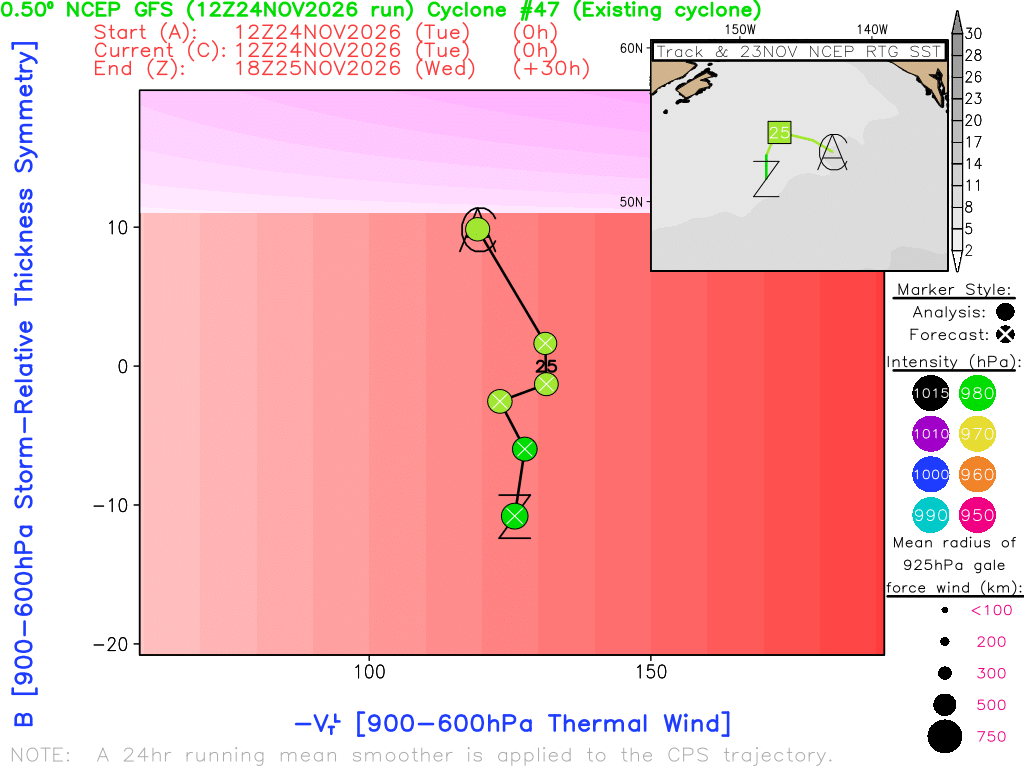 0.50º NCEP GFS (12Z24NOV2026 run) Cyclone #47 (Existing cyclone)
Start (A): 12Z24NOV2026 (Tue) (0h)
Current (C): 12Z24NOV2026 (Tue) (0h)
End (Z): 18Z25NOV2026 (Wed) (+30h)
B [900-600hPa Storm-Relative Thickness Symmetry]
10
0
-10
-20
100
150
-VTL [900-600hPa Thermal Wind]
A
C
25
Z
150W
140W
60N
50N
Track & 23NOV NCEP RTG SST
25
A
C
Z
30
28
26
23
20
17
14
11
8
5
2
Marker Style:
Analysis:
Forecast:
Intensity (hPa):
1015 980
1010 970
1000 960
990 950
Mean radius of
925hPa gale
force wind (km):
<100
200
300
500
750
NOTE: A 24hr running mean smoother is applied to the CPS trajectory.